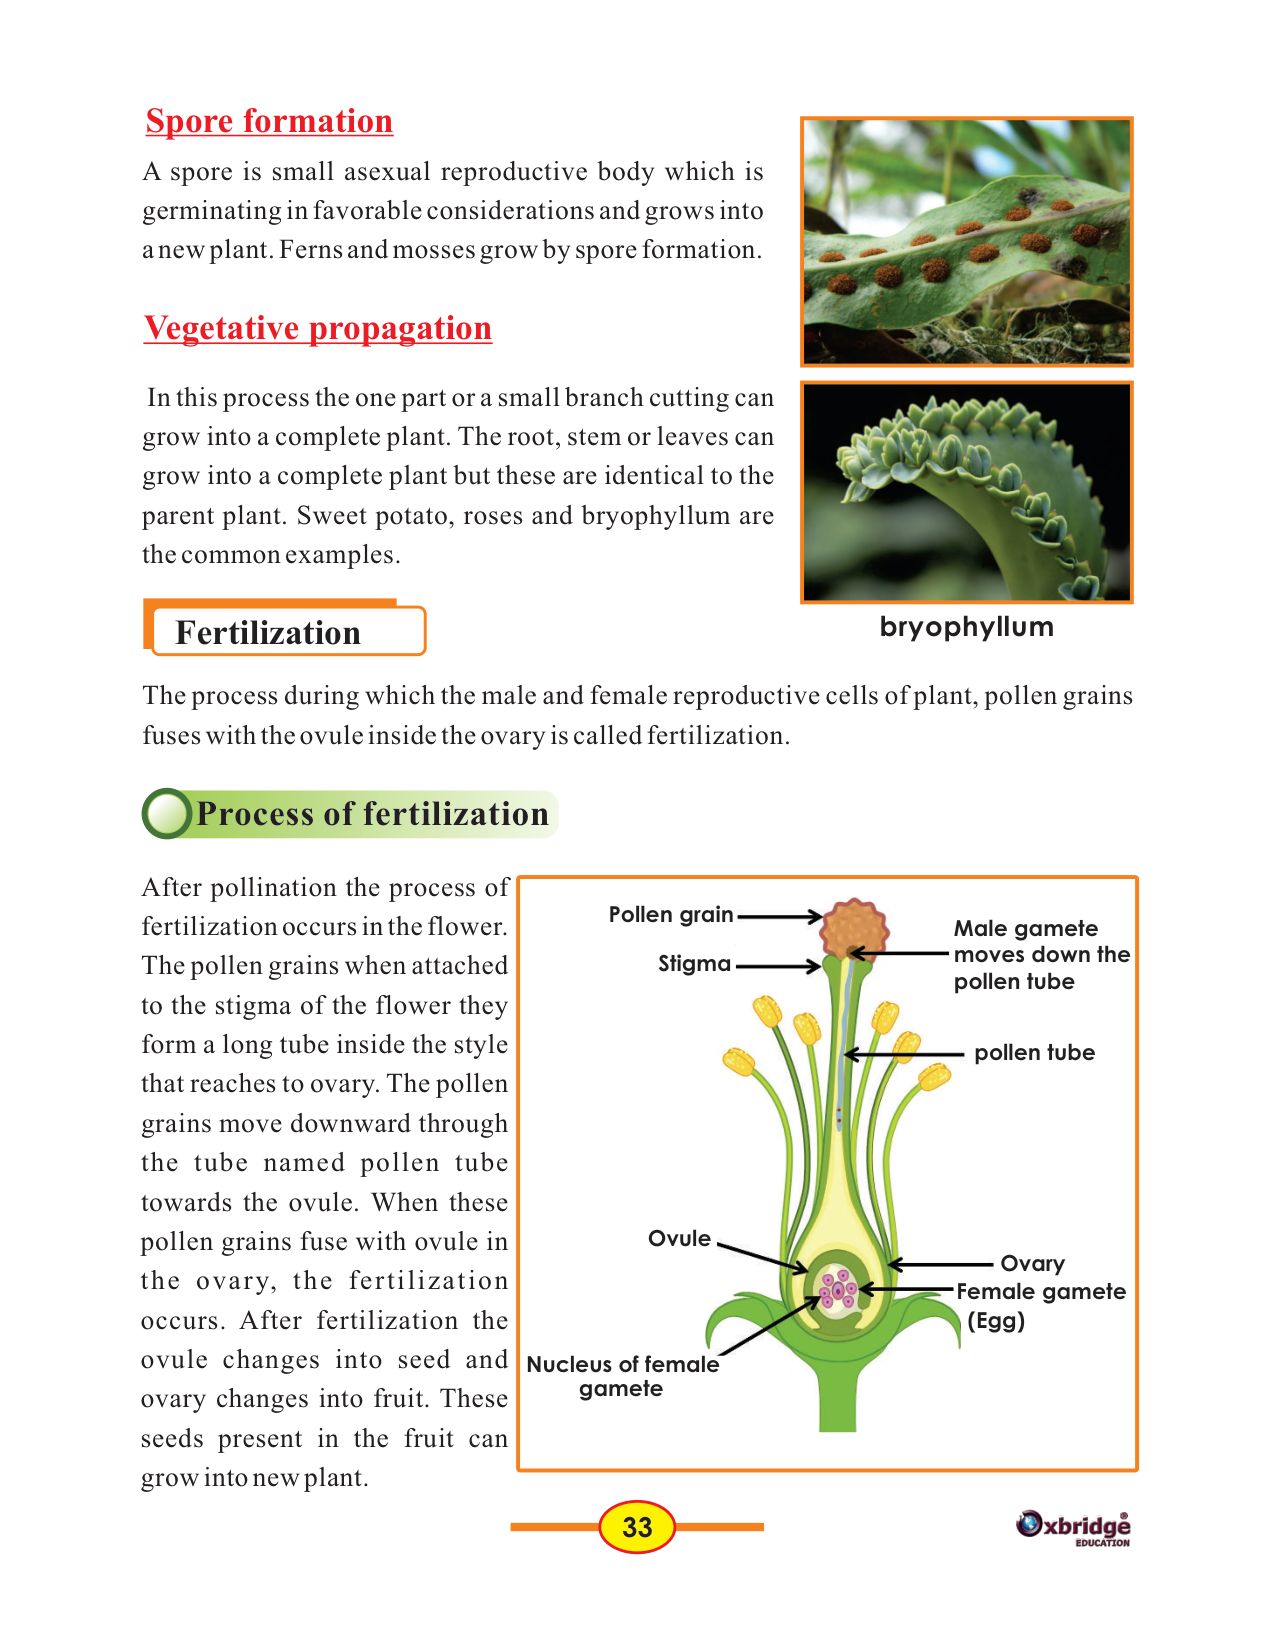 Spore formation
A spore is small asexual reproductive body which is
germinating in favorable considerations and grows into
a new plant. Ferns and mosses grow by spore formation.
Vegetative propagation
In this process the one part or a small branch cutting can
grow into a complete plant. The root, stem or leaves can
grow into a complete plant but these are identical to the
parent plant. Sweet potato, roses and bryophyllum are
the common examples.
bryophyllum
Fertilization
The process during which the male and female reproductive cells of plant, pollen grains
fuses with the ovule inside the ovary is called fertilization.
Process of fertilization
After pollination the process of
fertilization occurs in the flower.
The pollen grains when attached
to the stigma of the flower they
form a long tube inside the style
that reaches to ovary. The pollen
grains move downward through
the tube named pollen tube
towards the ovule. When these
pollen grains fuse with ovule in
the ovary, the fertilization
occurs. After fertilization the
ovule changes into seed and
ovary changes into fruit. These
seeds present in the fruit can
grow into new plant.
Pollen grain
Stigma
Male gamete
moves down the
pollen tube
pollen tube
Ovule
Ovary
Female gamete
(Egg)
Nucleus of female
gamete
33
Oxbridge®
EDUCATION